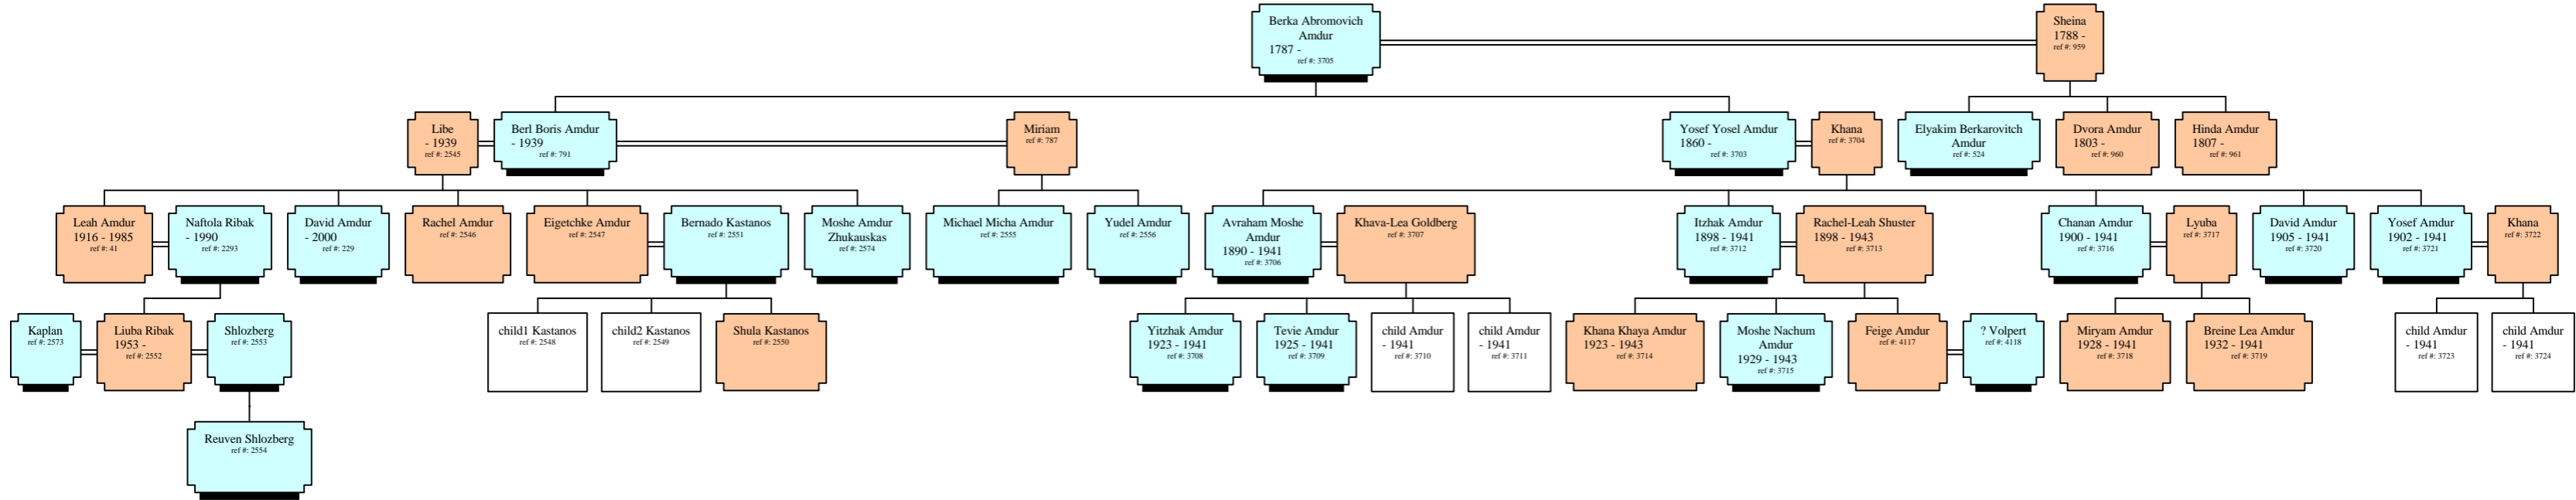 Berka Abromovich
Amdur
1787 -
ref #: 3705
Sheina
1788 -
ref #: 959
Libe
- 1939
ref #: 2545
Berl Boris Amdur
- 1939
ref #: 791
Miriam
ref #: 787
Yosef Yosel Amdur
1860 -
ref #: 3703
Khana
ref #: 3704
Elyakim Berkarovitch
Amdur
ref #: 524
Dvora Amdur
1803 -
ref #: 960
Hinda Amdur
1807 -
ref #: 961
Leah Amdur
1916 - 1985
ref #: 41
Naftola Ribak
- 1990
ref #: 2293
David Amdur
- 2000
ref #: 229
Rachel Amdur
ref #: 2546
Eigetchke Amdur
ref #: 2547
Bernado Kastanos
ref #: 2551
Moshe Amdur
Zhukauskas
ref #: 2574
Michael Micha Amdur
ref #: 2555
Yudel Amdur
ref #: 2556
Avraham Moshe
Amdur
1890 - 1941
ref #: 3706
Khava-Lea Goldberg
ref #: 3707
Itzhak Amdur
1898 - 1941
ref #: 3712
Rachel-Leah Shuster
1898 - 1943
ref #: 3713
Chanan Amdur
1900 - 1941
ref #: 3716
Lyuba
ref #: 3717
David Amdur
1905 - 1941
ref #: 3720
Yosef Amdur
1902 - 1941
ref #: 3721
Khana
ref #: 3722
Kaplan
ref #: 2573
Liuba Ribak
1953 -
ref #: 2552
Shlozberg
ref #: 2553
child1 Kastanos
ref #: 2548
child2 Kastanos
ref #: 2549
Shula Kastanos
ref #: 2550
Yitzhak Amdur
1923 - 1941
ref #: 3708
Tevie Amdur
1925 - 1941
ref #: 3709
child Amdur
- 1941
ref #: 3710
child Amdur
- 1941
ref #: 3711
Khana Khaya Amdur
1923 - 1943
ref #: 3714
Moshe Nachum
Amdur
1929 - 1943
ref #: 3715
Feige Amdur
ref #: 4117
? Volpert
ref #: 4118
Miryam Amdur
1928 - 1941
ref #: 3718
Breine Lea Amdur
1932 - 1941
ref #: 3719
child Amdur
- 1941
ref #: 3723
child Amdur
- 1941
ref #: 3724
Reuven Shlozberg
ref #: 2554